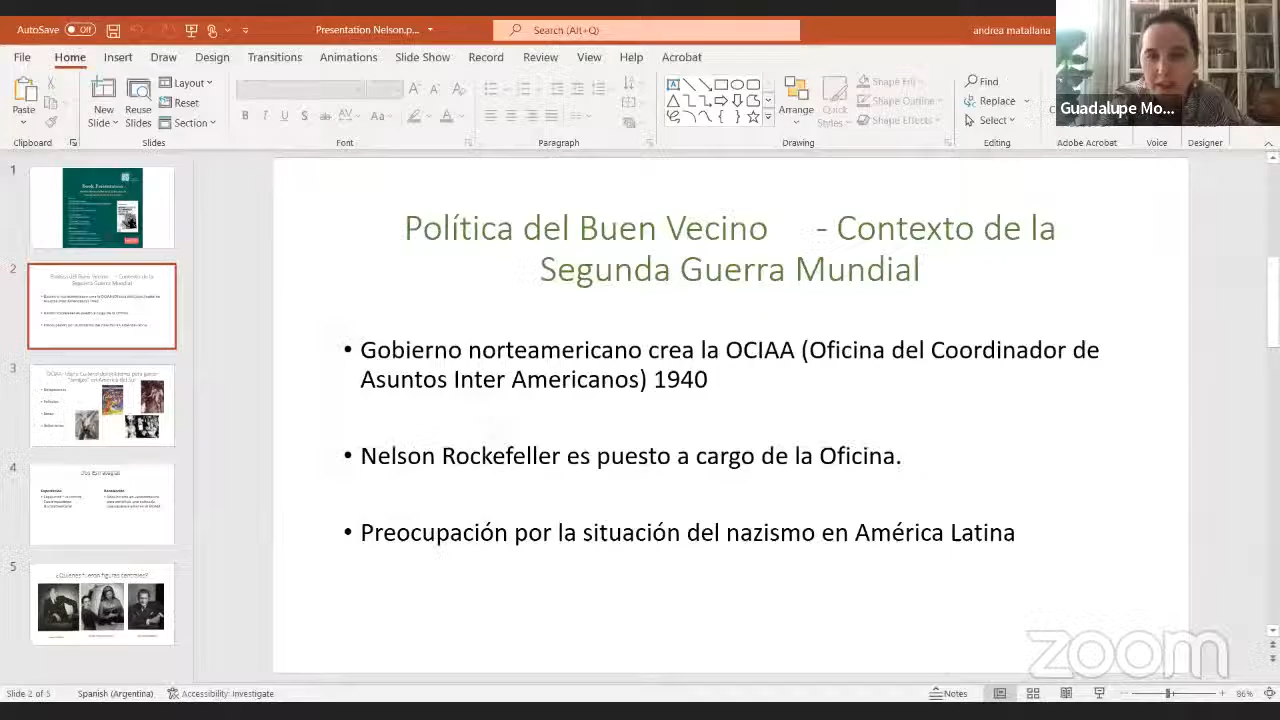 AutoSave Off
Presentation Nelson.p...
Search (Alt+Q)
andrea matallana
File Home Insert Draw Design Transitions Animations Slide Show Record Review View Help Acrobat
Paste
New Slide
Reuse Slides
Layout
Reset
Section
Shape Fill
Shape Outline
Shape Effects
Arrange
Quick Styles
Find
Replace
Select
Guadalupe Mo...
Clipboard Slides Font Paragraph Drawing Editing Adobe Acrobat Voice Designer
1
2
3
4
5
Política del Buen Vecino - Contexto de la
Segunda Guerra Mundial
• Gobierno norteamericano crea la OCIAA (Oficina del Coordinador de
Asuntos Inter Americanos) 1940
• Nelson Rockefeller es puesto a cargo de la Oficina.
• Preocupación por la situación del nazismo en América Latina
zoom
Slide 2 of 5 Spanish (Argentina) Accessibility: Investigate Notes 86%